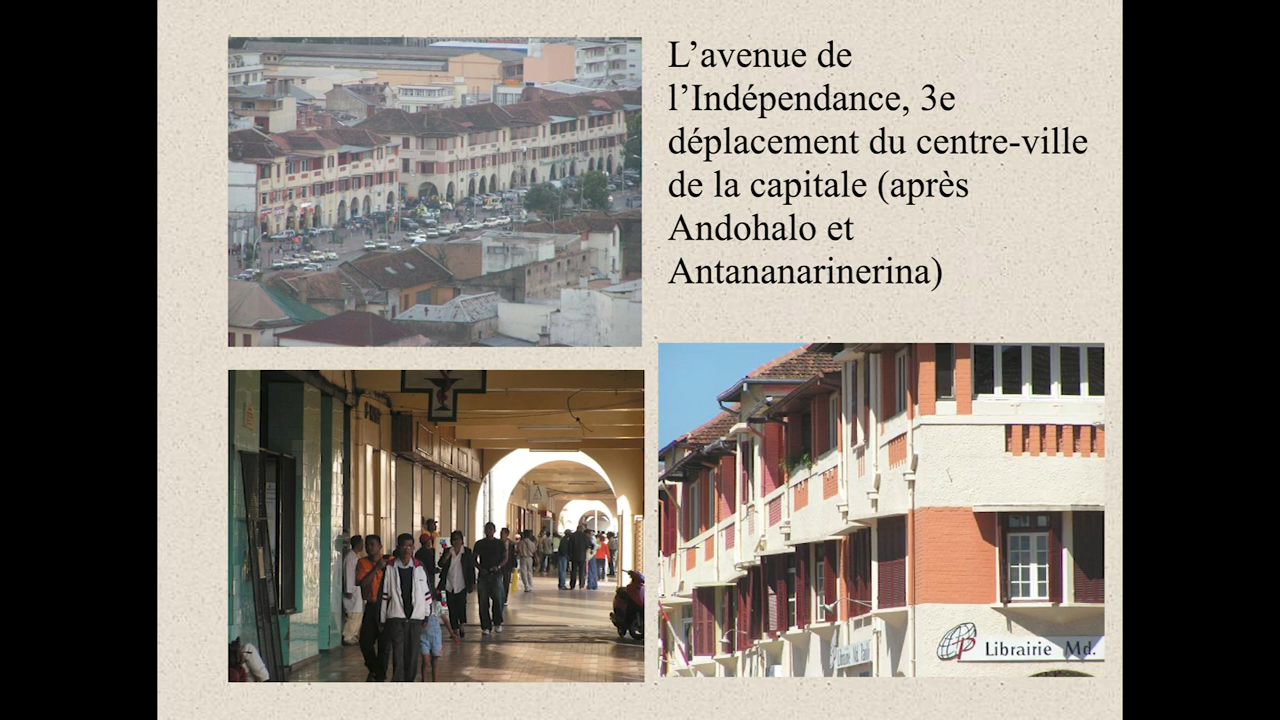 L’avenue de
l’Indépendance, 3e
déplacement du centre-ville
de la capitale (après
Andohalo et
Antananarinerina)
Librairie Md.